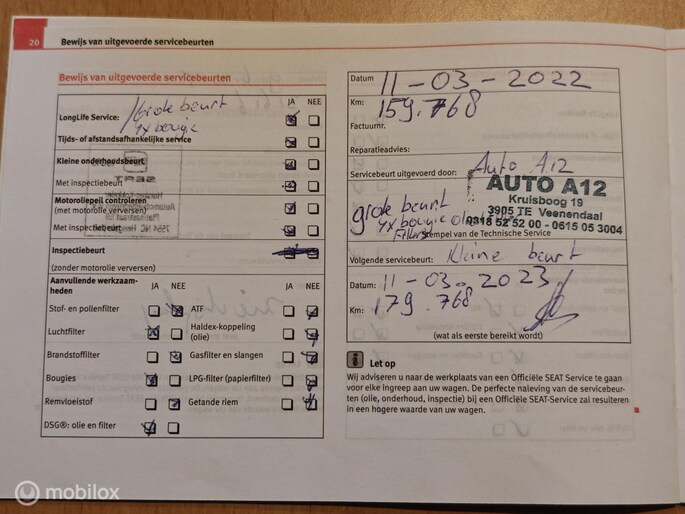 20 Bewijs van uitgevoerde servicebeurten
Bewijs van uitgevoerde servicebeurten
JA NEE
LongLife Service: Grote beurt
4x bougie
Tijds- of afstandsafhankelijke service
Kleine onderhoudsbeurt
Met inspectiebeurt
Motoroliepeil controleren
(met motorolie verversen)
Met inspectiebeurt
Inspectiebeurt
(zonder motorolie verversen)
Aanvullende werkzaam-
heden
JA NEE JA NEE
Stof- en pollenfilter ATF
Luchtfilter Haldex-koppeling
(olie)
Brandstoffilter Gasfilter en slangen
Bougies LPG-filter (papierfilter)
Remvloeistof Getande riem
DSG®: olie en filter
Datum 11-03-2022
Km: 159.768
Factuurnr.
Reparatieadvies:
Servicebeurt uitgevoerd door: Auto A12
AUTO A12
Kruisboog 19
3905 TE Veenendaal
0318 52 52 00 - 0615 05 3004
grote beurt
4x bougie
Filters
Stempel van de Technische Service
Volgende servicebeurt: Kleine beurt
Datum: 11-03-2023
Km: 179.768
(wat als eerste bereikt wordt)
Let op
Wij adviseren u naar de werkplaats van een Officiële SEAT Service te gaan
voor elke ingreep aan uw wagen. De perfecte naleving van de servicebeur-
ten (olie, onderhoud, inspectie) bij een Officiële SEAT-Service zal resulteren
in een hogere waarde van uw wagen.
SEAT
© mobilox